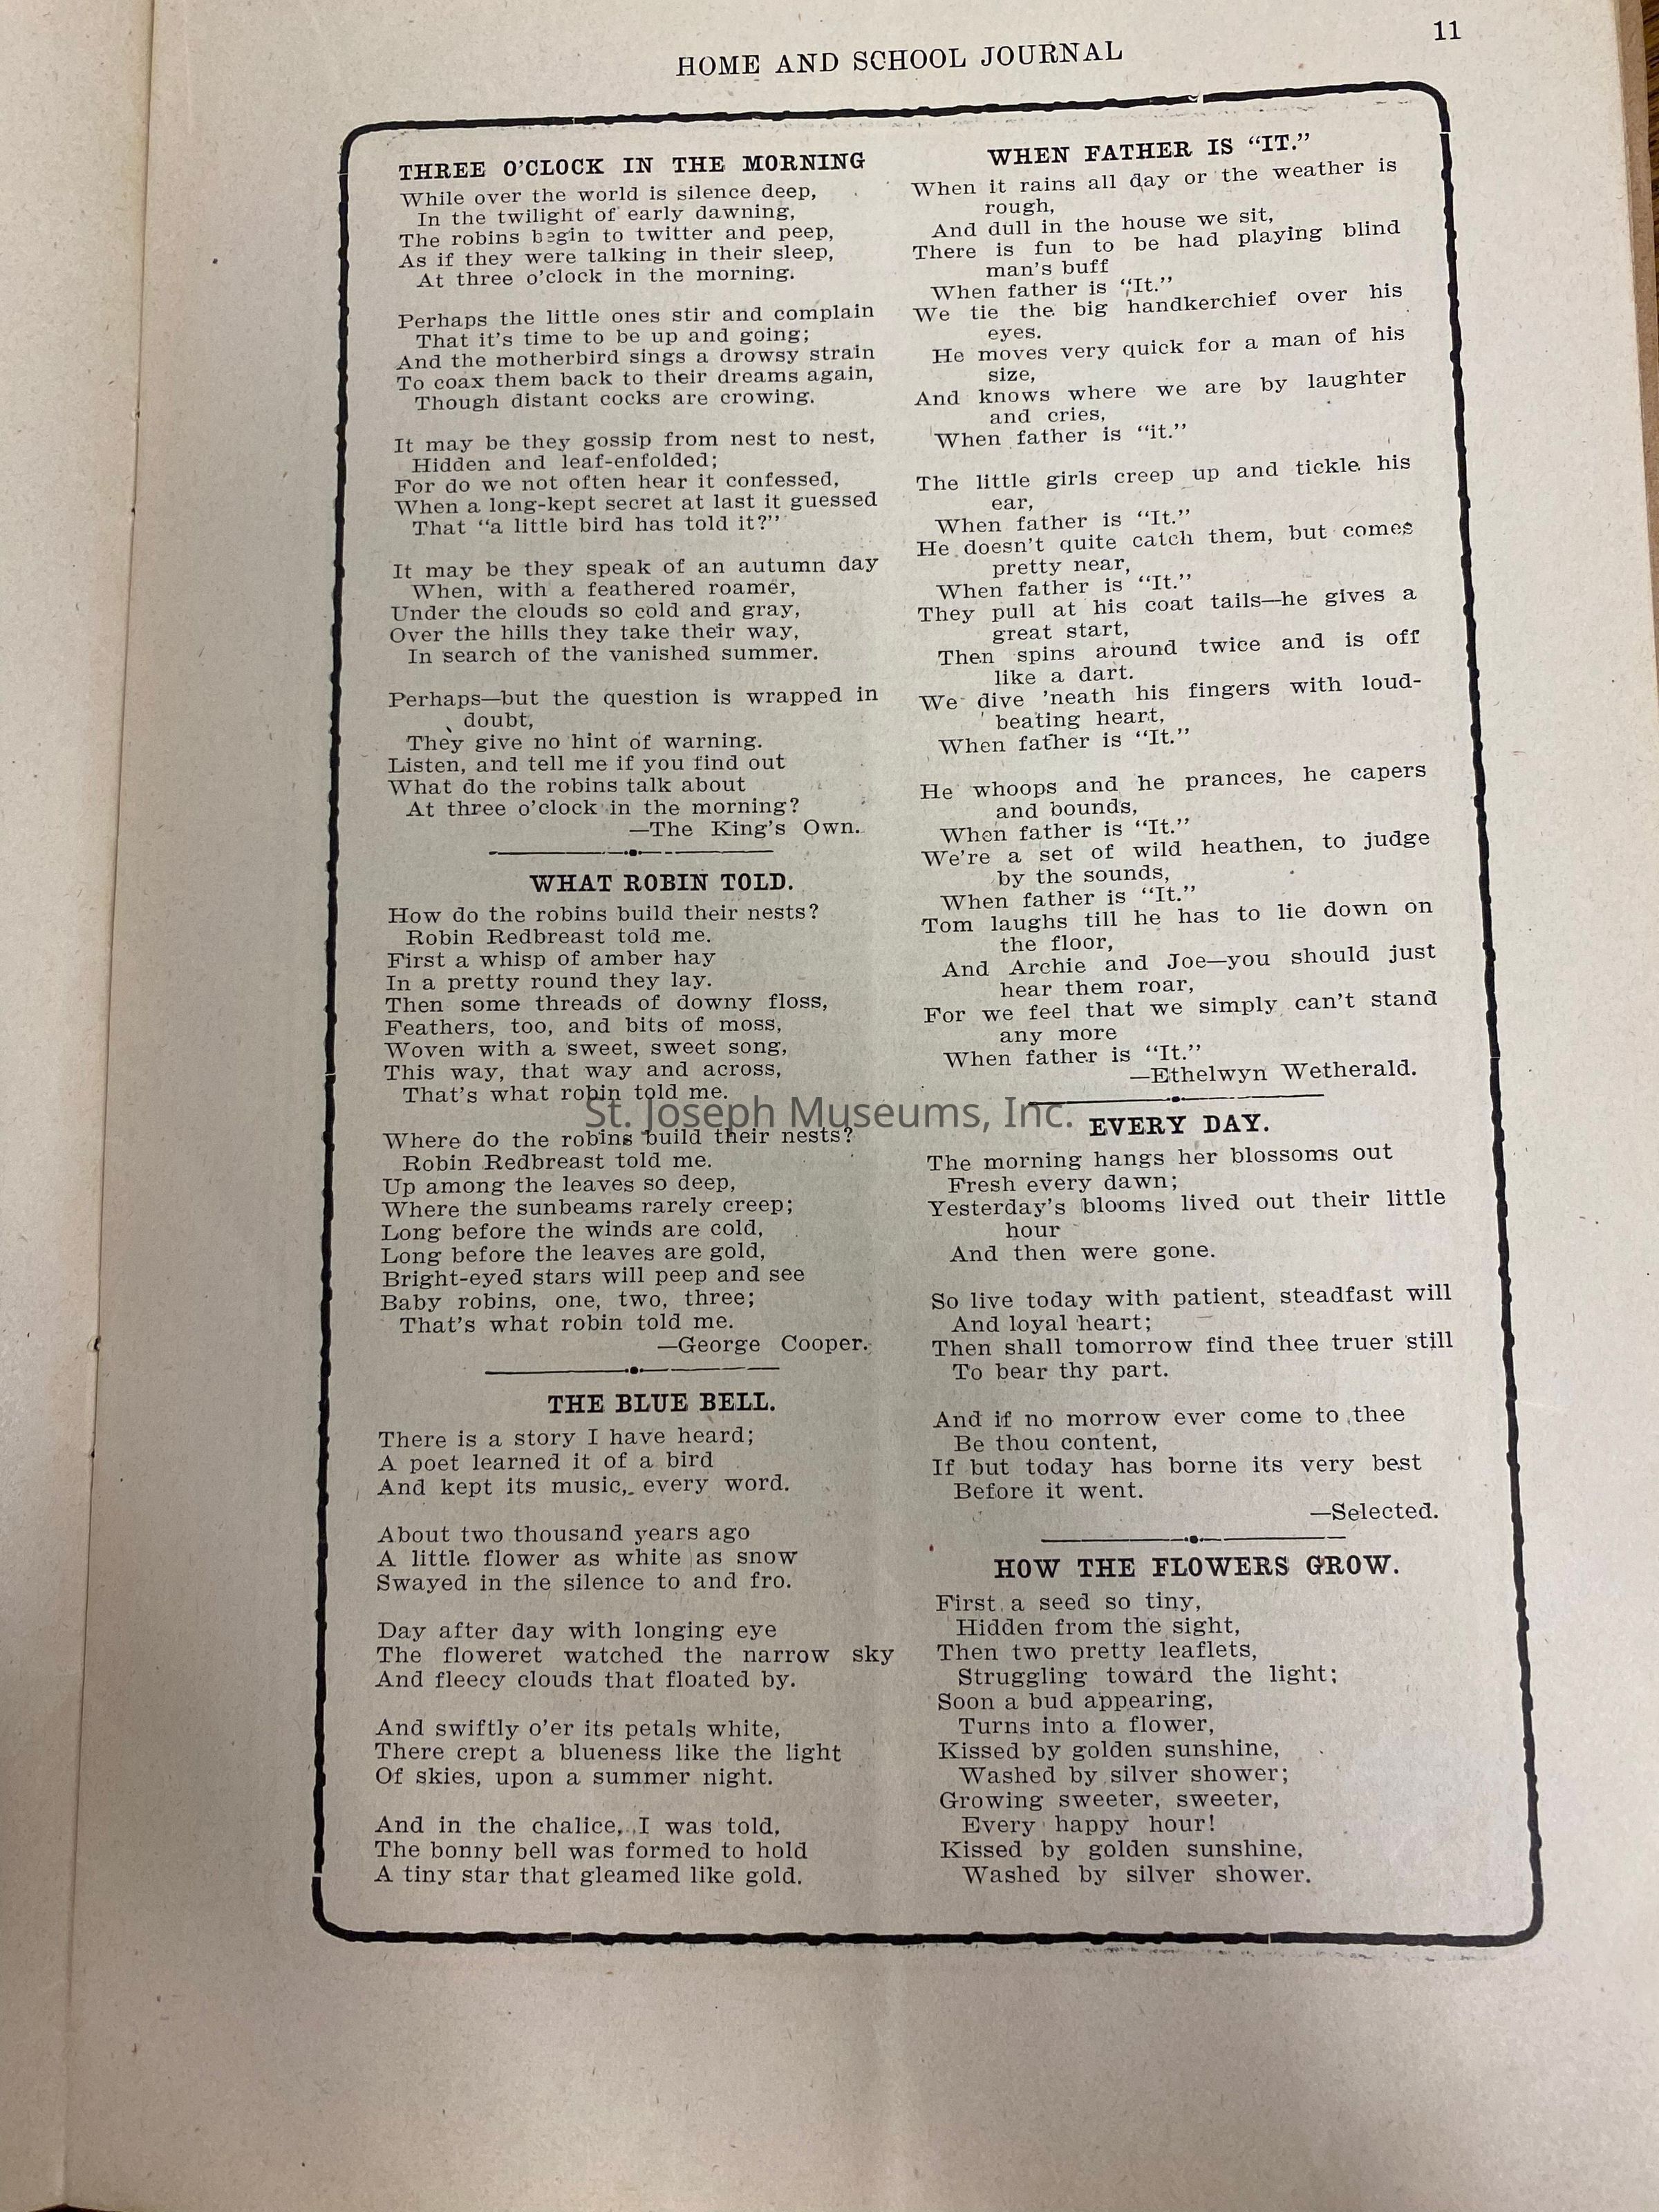 11
HOME AND SCHOOL JOURNAL
THREE O'CLOCK IN THE MORNING
While over the world is silence deep,
In the twilight of early dawning,
The robins begin to twitter and peep,
As if they were talking in their sleep,
At three o'clock in the morning.
Perhaps the little ones stir and complain
That it's time to be up and going;
And the motherbird sings a drowsy strain
To coax them back to their dreams again,
Though distant cocks are crowing.
It may be they gossip from nest to nest,
Hidden and leaf-enfolded;
For do we not often hear it confessed,
When a long-kept secret at last it guessed
That "a little bird has told it?"
It may be they speak of an autumn day
When, with a feathered roamer,
Under the clouds so cold and gray,
Over the hills they take their way,
In search of the vanished summer.
Perhaps—but the question is wrapped in
doubt,
They give no hint of warning.
Listen, and tell me if you find out
What do the robins talk about
At three o'clock in the morning?
—The King's Own.
WHAT ROBIN TOLD.
How do the robins build their nests?
Robin Redbreast told me.
First a whisp of amber hay
In a pretty round they lay.
Then some threads of downy floss,
Feathers, too, and bits of moss,
Woven with a sweet, sweet song,
This way, that way and across,
That's what robin told me.
Where do the robins build their nests?
Robin Redbreast told me.
Up among the leaves so deep,
Where the sunbeams rarely creep;
Long before the winds are cold,
Long before the leaves are gold,
Bright-eyed stars will peep and see
Baby robins, one, two, three;
That's what robin told me.
—George Cooper.
THE BLUE BELL.
There is a story I have heard;
A poet learned it of a bird
And kept its music, every word.
About two thousand years ago
A little flower as white as snow
Swayed in the silence to and fro.
Day after day with longing eye
The floweret watched the narrow sky
And fleecy clouds that floated by.
And swiftly o'er its petals white,
There crept a blueness like the light
Of skies, upon a summer night.
And in the chalice, I was told,
The bonny bell was formed to hold
A tiny star that gleamed like gold.
WHEN FATHER IS "IT."
When it rains all day or the weather is
rough,
And dull in the house we sit,
There is fun to be had playing blind
man's buff
When father is "It."
We tie the big handkerchief over his
eyes.
He moves very quick for a man of his
size,
And knows where we are by laughter
and cries,
When father is "it."
The little girls creep up and tickle his
ear,
When father is "It."
He doesn't quite catch them, but comes
pretty near,
When father is "It."
They pull at his coat tails—he gives a
great start,
Then spins around twice and is off
like a dart.
We dive 'neath his fingers with loud-
beating heart,
When father is "It."
He whoops and he prances, he capers
and bounds,
When father is "It."
We're a set of wild heathen, to judge
by the sounds,
When father is "It."
Tom laughs till he has to lie down on
the floor,
And Archie and Joe—you should just
hear them roar,
For we feel that we simply can't stand
any more
When father is "It."
—Ethelwyn Wetherald.
EVERY DAY.
The morning hangs her blossoms out
Fresh every dawn;
Yesterday's blooms lived out their little
hour
And then were gone.
So live today with patient, steadfast will
And loyal heart;
Then shall tomorrow find thee truer still
To bear thy part.
And if no morrow ever come to thee
Be thou content,
If but today has borne its very best
Before it went.
—Selected.
HOW THE FLOWERS GROW.
First a seed so tiny,
Hidden from the sight,
Then two pretty leaflets,
Struggling toward the light;
Soon a bud appearing,
Turns into a flower,
Kissed by golden sunshine,
Washed by silver shower;
Growing sweeter, sweeter,
Every happy hour!
Kissed by golden sunshine,
Washed by silver shower.
St. Joseph Museums, Inc.